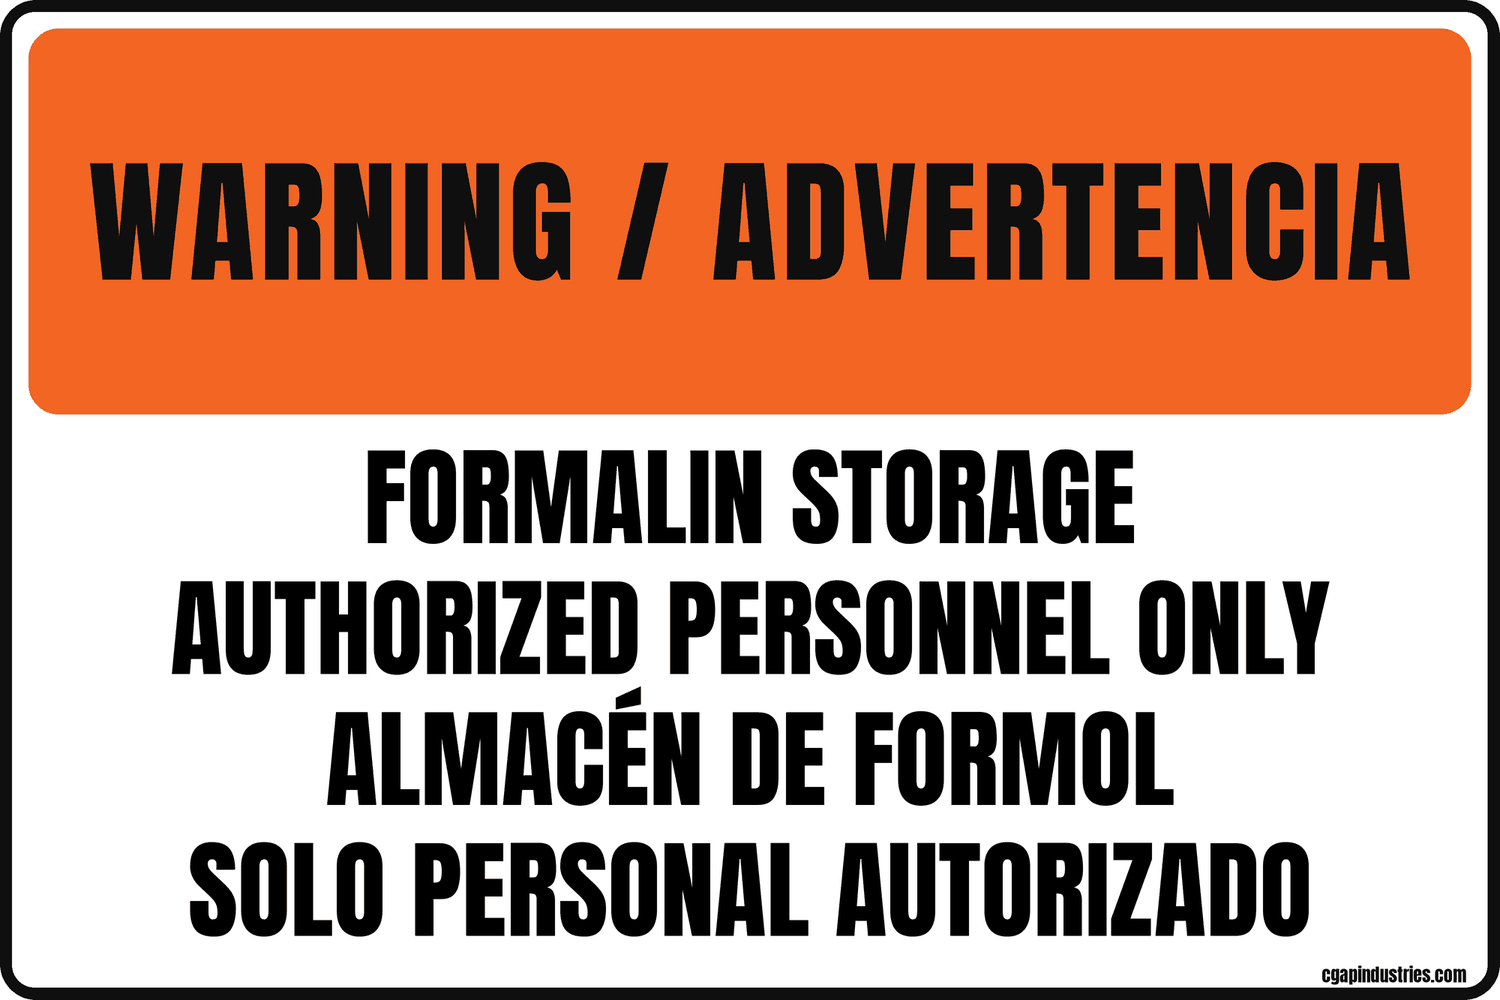 WARNING / ADVERTENCIA
FORMALIN STORAGE
AUTHORIZED PERSONNEL ONLY
ALMACÉN DE FORMOL
SOLO PERSONAL AUTORIZADO
cgapindustries.com